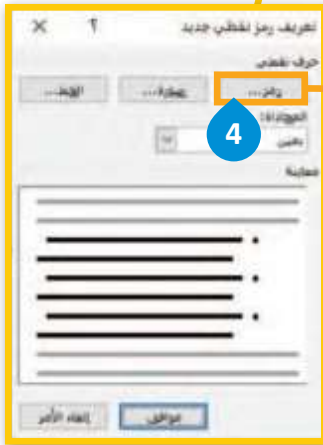 تعريف رمز نقطي جديد ؟ ×
حرف نقطي
رمز... صورة... الخط...
المحاذاة:
يمين
4
معاينة
موافق إلغاء الأمر